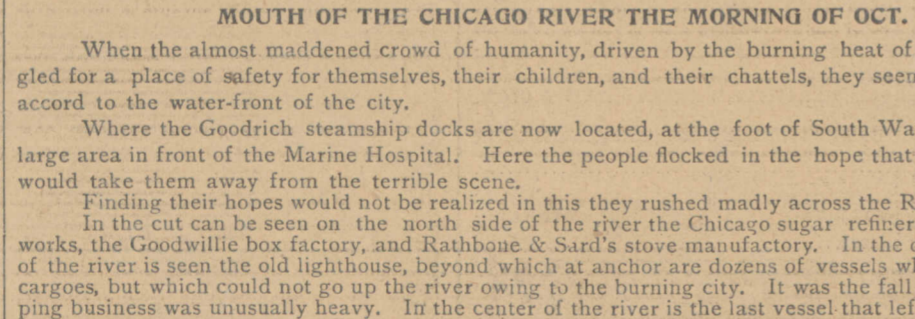 MOUTH OF THE CHICAGO RIVER THE MORNING OF OCT.
When the almost maddened crowd of humanity, driven by the burning heat of
gled for a place of safety for themselves, their children, and their chattels, they seem
accord to the water-front of the city.
Where the Goodrich steamship docks are now located, at the foot of South Wa
large area in front of the Marine Hospital. Here the people flocked in the hope that
would take them away from the terrible scene.
Finding their hopes would not be realized in this they rushed madly across the R
In the cut can be seen on the north side of the river the Chicago sugar refiner
works, the Goodwillie box factory, and Rathbone & Sard's stove manufactory. In the
of the river is seen the old lighthouse, beyond which at anchor are dozens of vessels wh
cargoes, but which could not go up the river owing to the burning city. It was the fall
ping business was unusually heavy. In the center of the river is the last vessel that lef